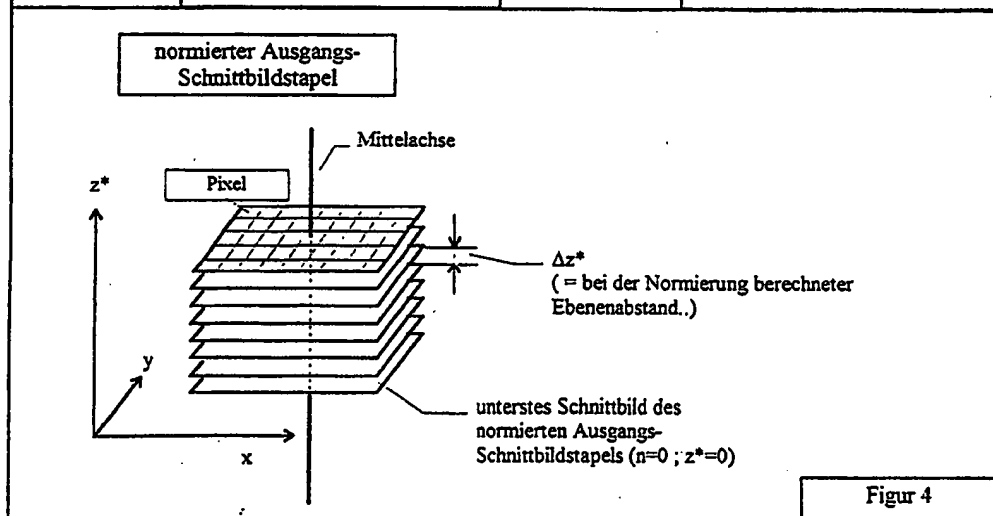 normierter Ausgangs-
Schnittbildstapel
Mittelachse
Pixel
z*
Δz*
( = bei der Normierung berechneter
Ebenenabstand..)
y
x
unterstes Schnittbild des
normierten Ausgangs-
Schnittbildstapels (n=0 ; z*=0)
Figur 4